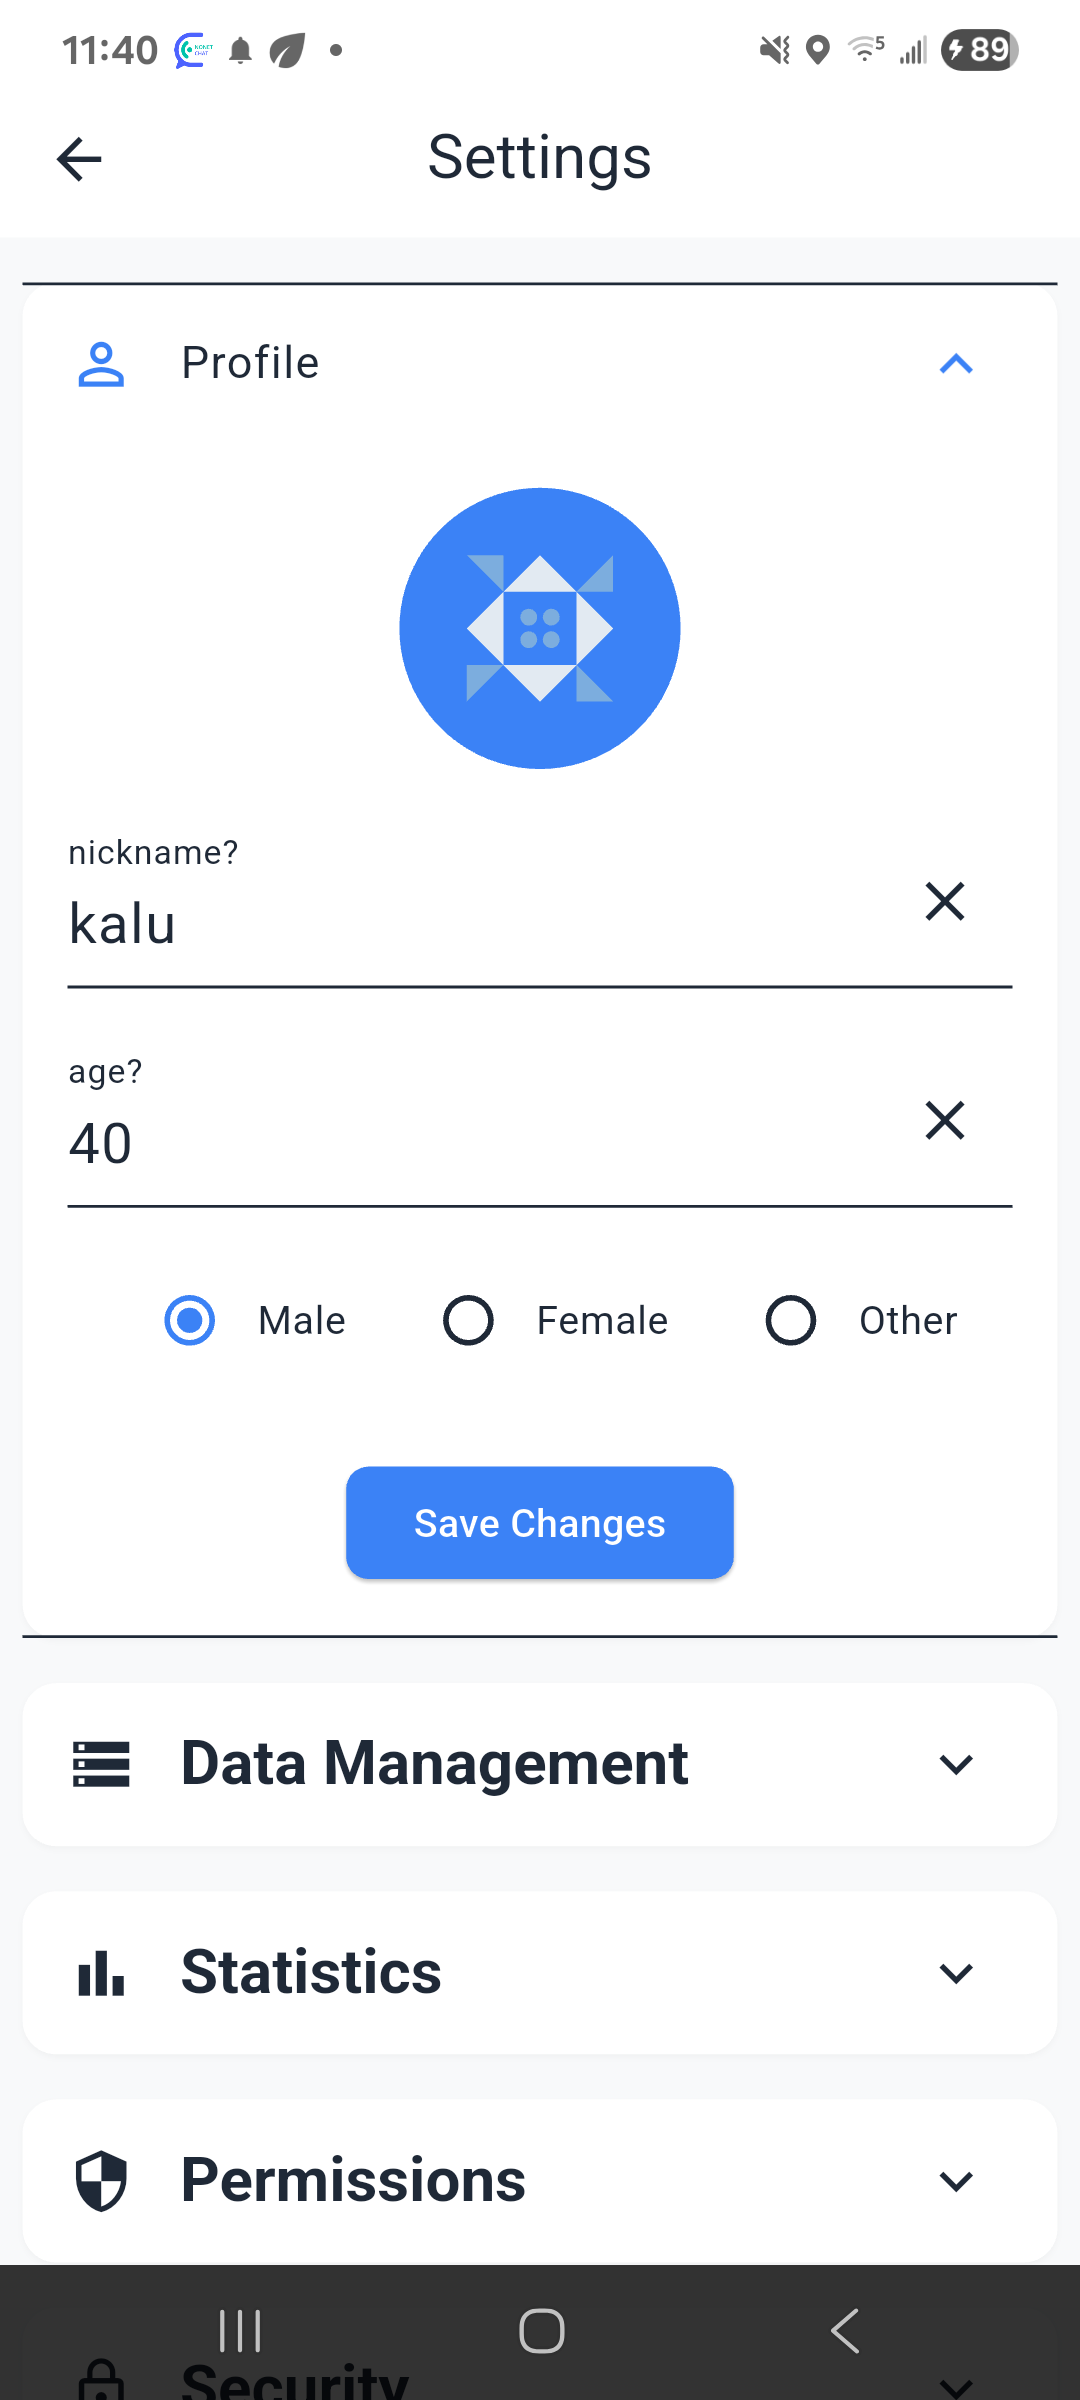 11:40
5
89
Settings
Profile
nickname?
kalu
age?
40
Male Female Other
Save Changes
Data Management
Statistics
Permissions
Security